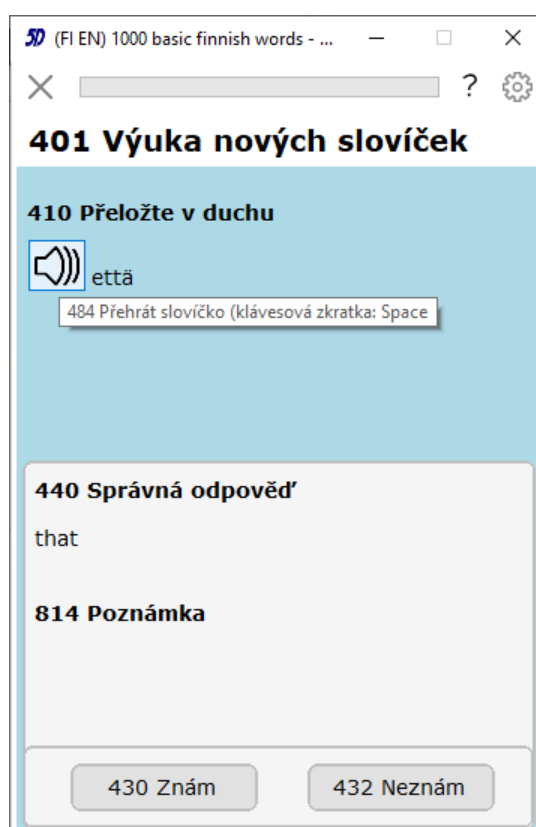 5D (FI EN) 1000 basic finnish words - ...
?
401 Výuka nových slovíček
410 Přeložte v duchu
että
484 Přehrát slovíčko (klávesová zkratka: Space
440 Správná odpověď
that
814 Poznámka
430 Znám 432 Neznám